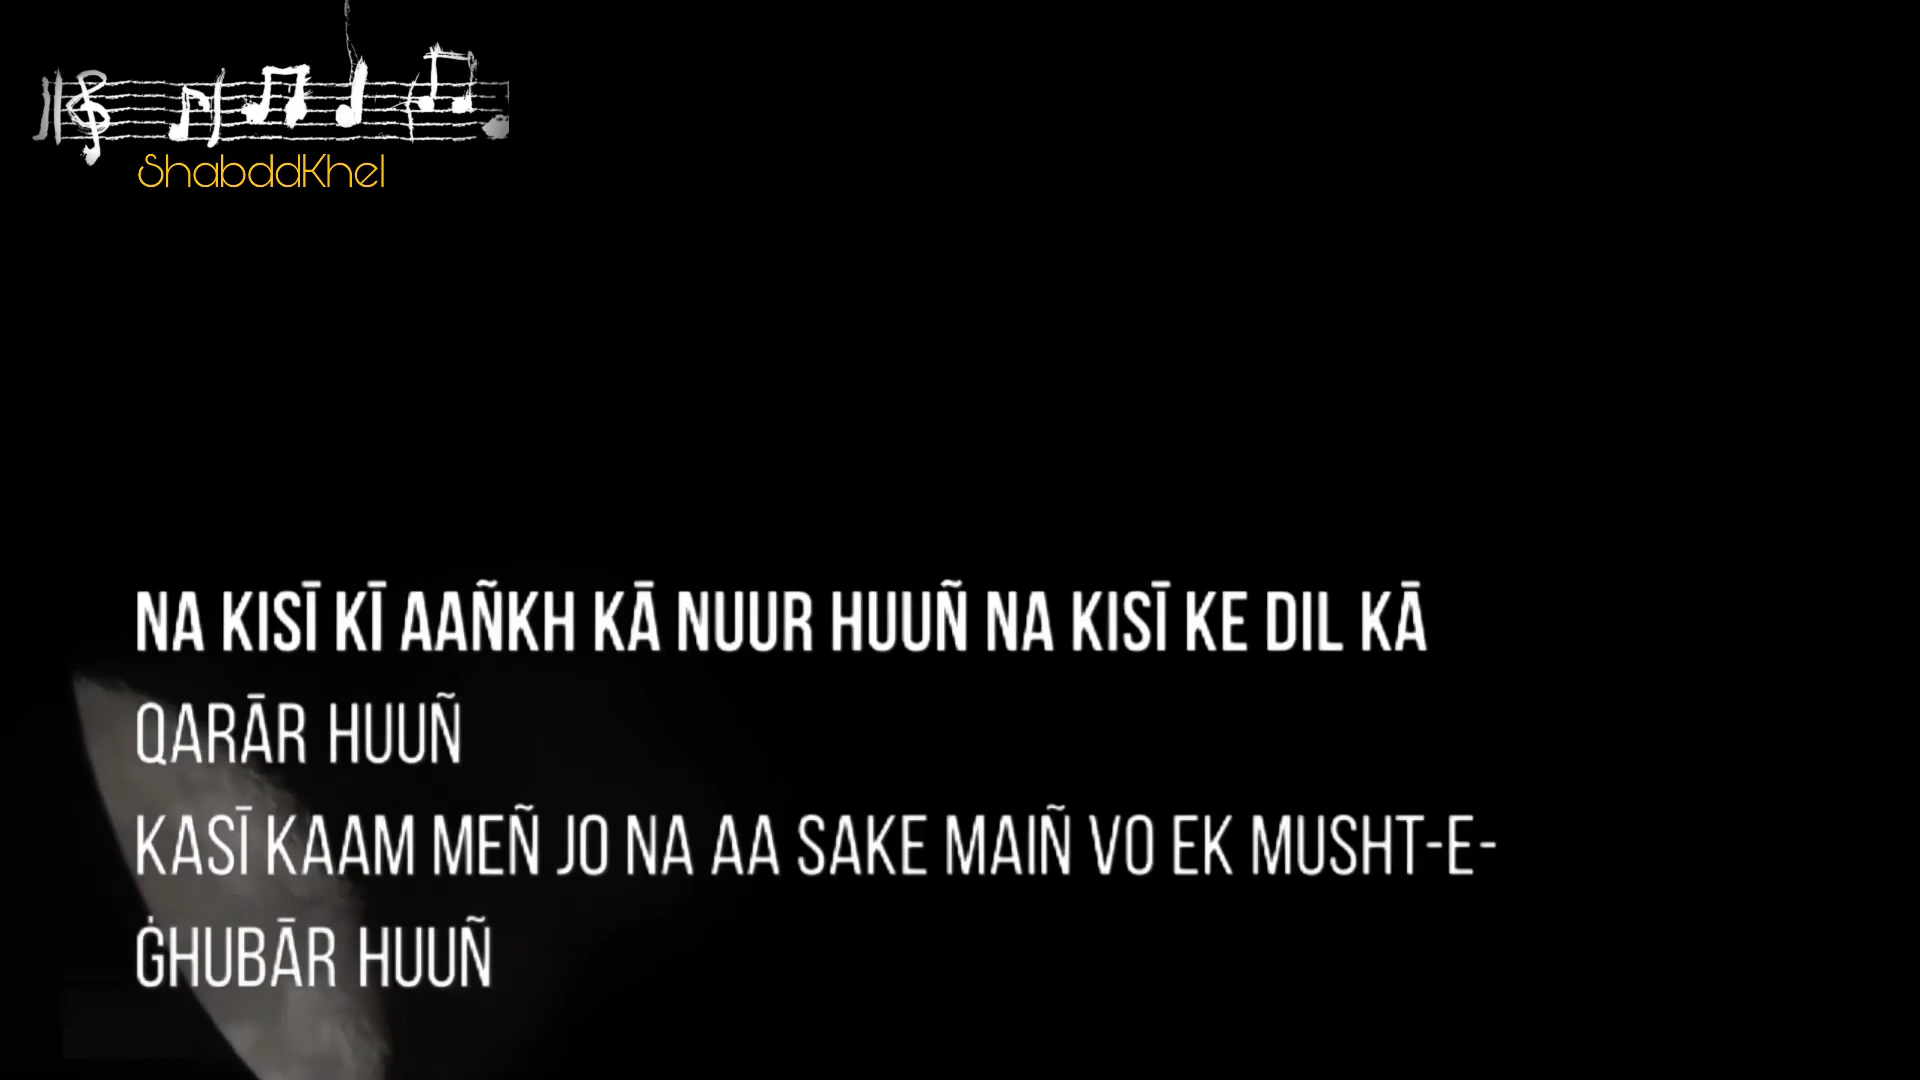 ShabddKhel
NA KISĪ KĪ AAÑKH KĀ NUUR HUUÑ NA KISĪ KE DIL KĀ
QARĀR HUUÑ
KASĪ KAAM MEÑ JO NA AA SAKE MAIÑ VO EK MUSHT-E-
ĠHUBĀR HUUÑ